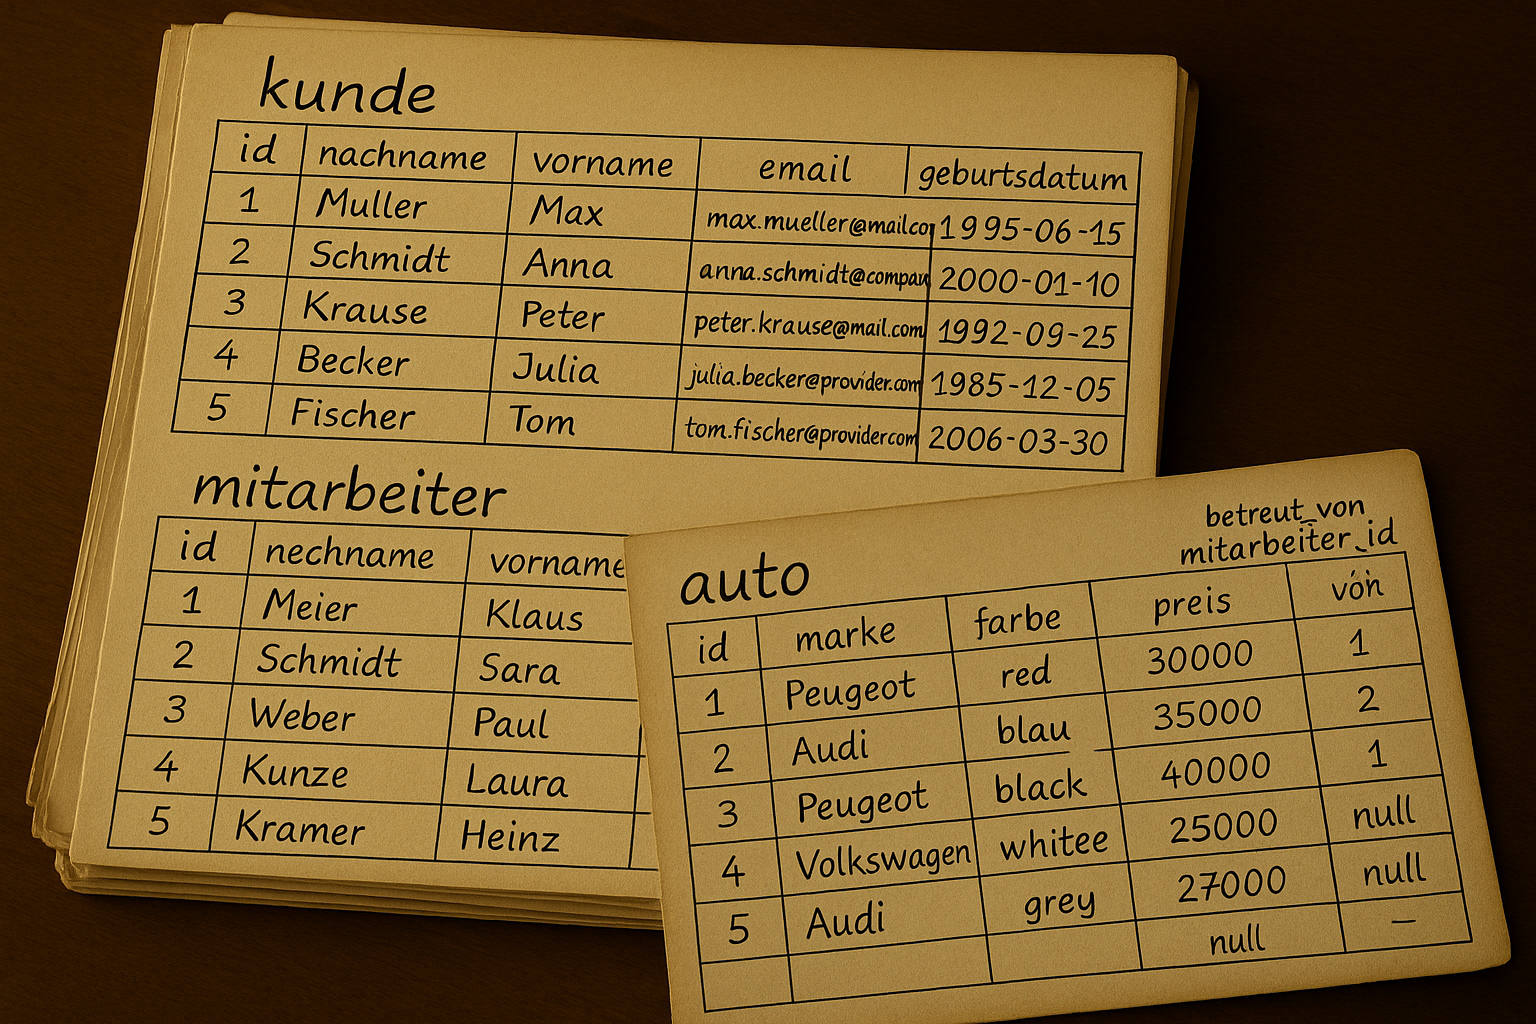 kunde
id nachname vorname email geburtsdatum
1 Muller Max max.mueller@mailco 1995-06-15
2 Schmidt Anna anna.schmidt@compan 2000-01-10
3 Krause Peter peter.krause@mail.com 1992-09-25
4 Becker Julia julia.becker@provider.com 1985-12-05
5 Fischer Tom tom.fischer@providercom 2006-03-30
mitarbeiter
id nechname vorname
1 Meier Klaus
2 Schmidt Sara
3 Weber Paul
4 Kunze Laura
5 Kramer Heinz
betreut_von
mitarbeiter_id
auto
id marke farbe preis von
1 Peugeot red 30000 1
2 Audi blau 35000 2
3 Peugeot black 40000 1
4 Volkswagen whitee 25000 null
5 Audi grey 27000 null
null —